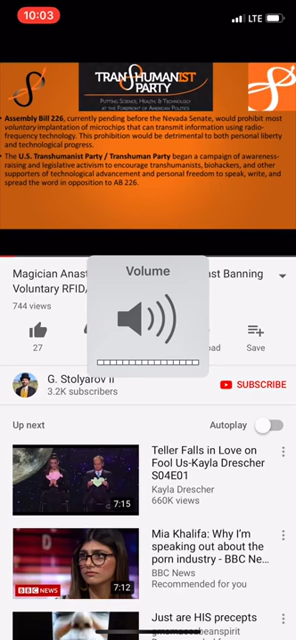 10:03
LTE
TRANSHUMANIST
PARTY
PUTTING SCIENCE, HEALTH, & TECHNOLOGY
AT THE FOREFRONT OF AMERICAN POLITICS
• Assembly Bill 226, currently pending before the Nevada Senate, would prohibit most
voluntary implantation of microchips that can transmit information using radio-
frequency technology. This prohibition would be detrimental to both personal liberty
and technological progress.
• The U.S. Transhumanist Party / Transhuman Party began a campaign of awareness-
raising and legislative activism to encourage transhumanists, biohackers, and other
supporters of technological advancement and personal freedom to speak, write, and
spread the word in opposition to AB 226.
Volume
Magician Anast
st Banning
Voluntary RFID/
744 views
27
Save
G. Stolyarov II
3.2K subscribers
SUBSCRIBE
Up next
Autoplay
Teller Falls in Love on
Fool Us-Kayla Drescher
S04E01
Kayla Drescher
660K views
7:15
Mia Khalifa: Why I'm
speaking out about the
porn industry - BBC Ne...
BBC News
Recommended for you
BBC NEWS
7:12
Just are HIS precepts